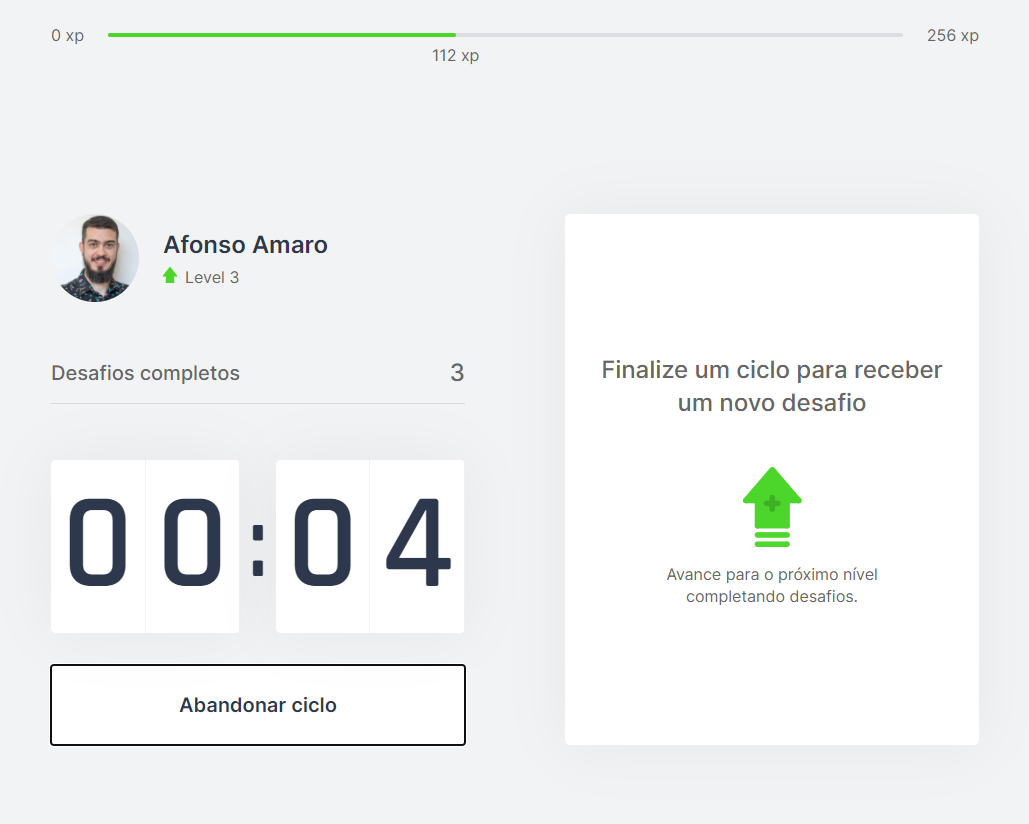 0 xp
256 xp
112 xp
Afonso Amaro
Level 3
Desafios completos
3
00:04
Abandonar ciclo
Finalize um ciclo para receber
um novo desafio
Avance para o próximo nível
completando desafios.